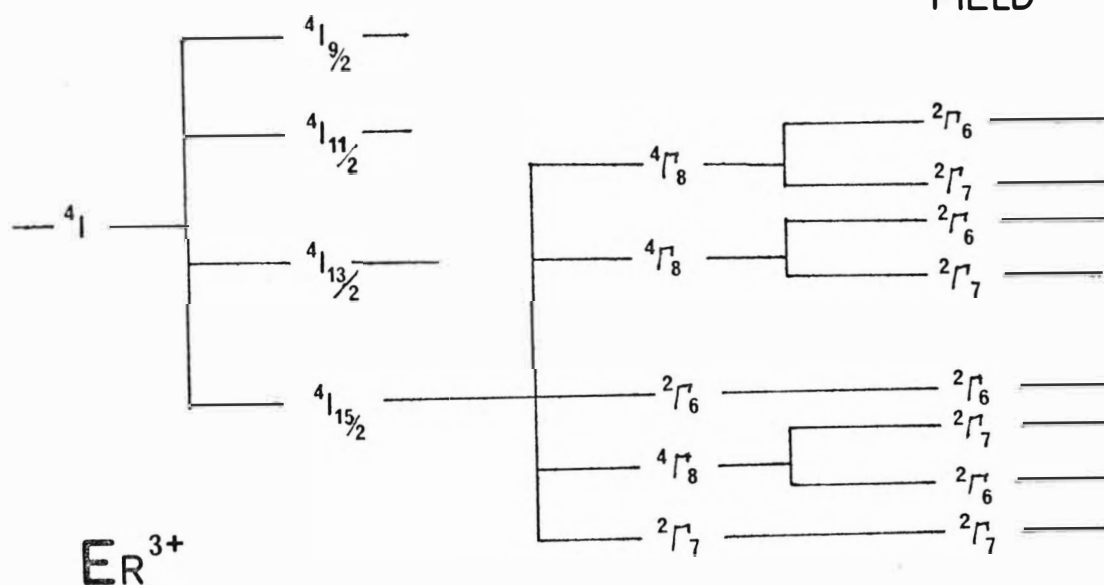 FIELD
⁴I₉/₂
²Γ₆
⁴I₁₁/₂
⁴Γ₈
²Γ₇
⁴I
²Γ₆
⁴I₁₃/₂
⁴Γ₈
²Γ₇
⁴I₁₅/₂
²Γ₆
²Γ₆
²Γ₇
⁴Γ₈
²Γ₆
²Γ₇
²Γ₇
ER³⁺